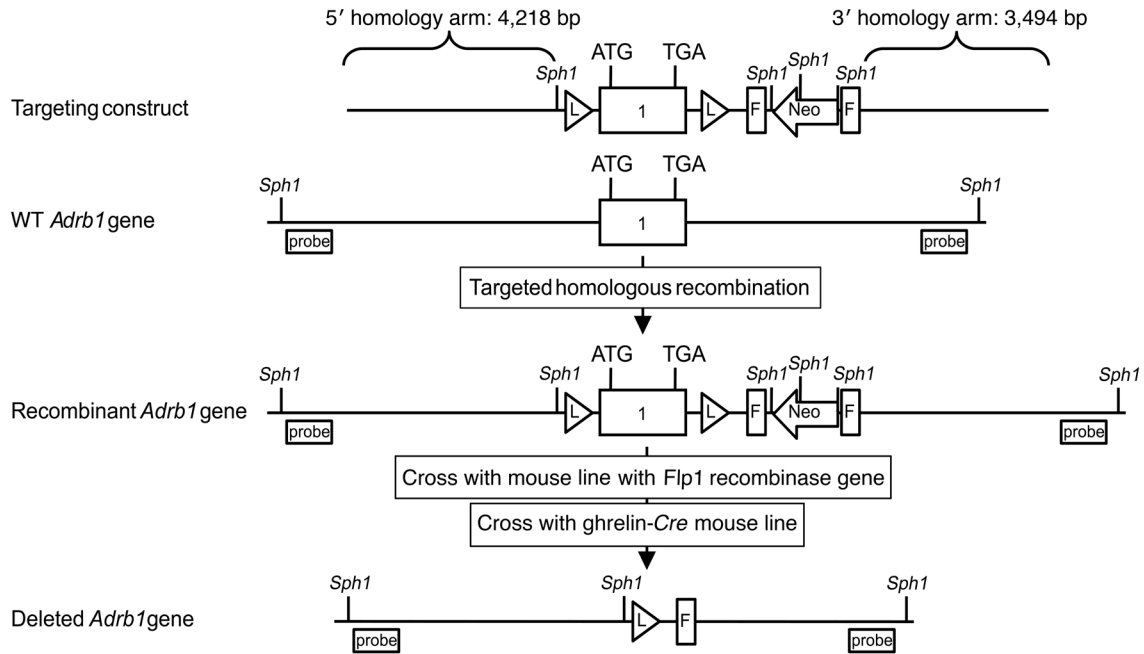 5′ homology arm: 4,218 bp
3′ homology arm: 3,494 bp
ATG TGA
Sph1 Sph1 Sph1 Sph1
Targeting construct
L 1 L F Neo F
ATG TGA
Sph1 Sph1
WT Adrb1 gene
1
probe probe
Targeted homologous recombination
ATG TGA
Sph1 Sph1 Sph1 Sph1 Sph1 Sph1
Recombinant Adrb1 gene
L 1 L F Neo F
probe probe
Cross with mouse line with Flp1 recombinase gene
Cross with ghrelin-Cre mouse line
Sph1 Sph1 Sph1
Deleted Adrb1 gene
L F
probe probe